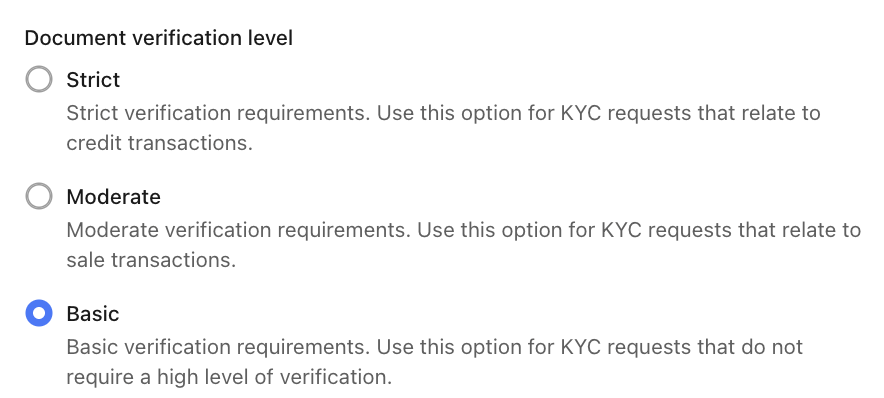 Document verification level
Strict
Strict verification requirements. Use this option for KYC requests that relate to
credit transactions.
Moderate
Moderate verification requirements. Use this option for KYC requests that relate to
sale transactions.
Basic
Basic verification requirements. Use this option for KYC requests that do not
require a high level of verification.